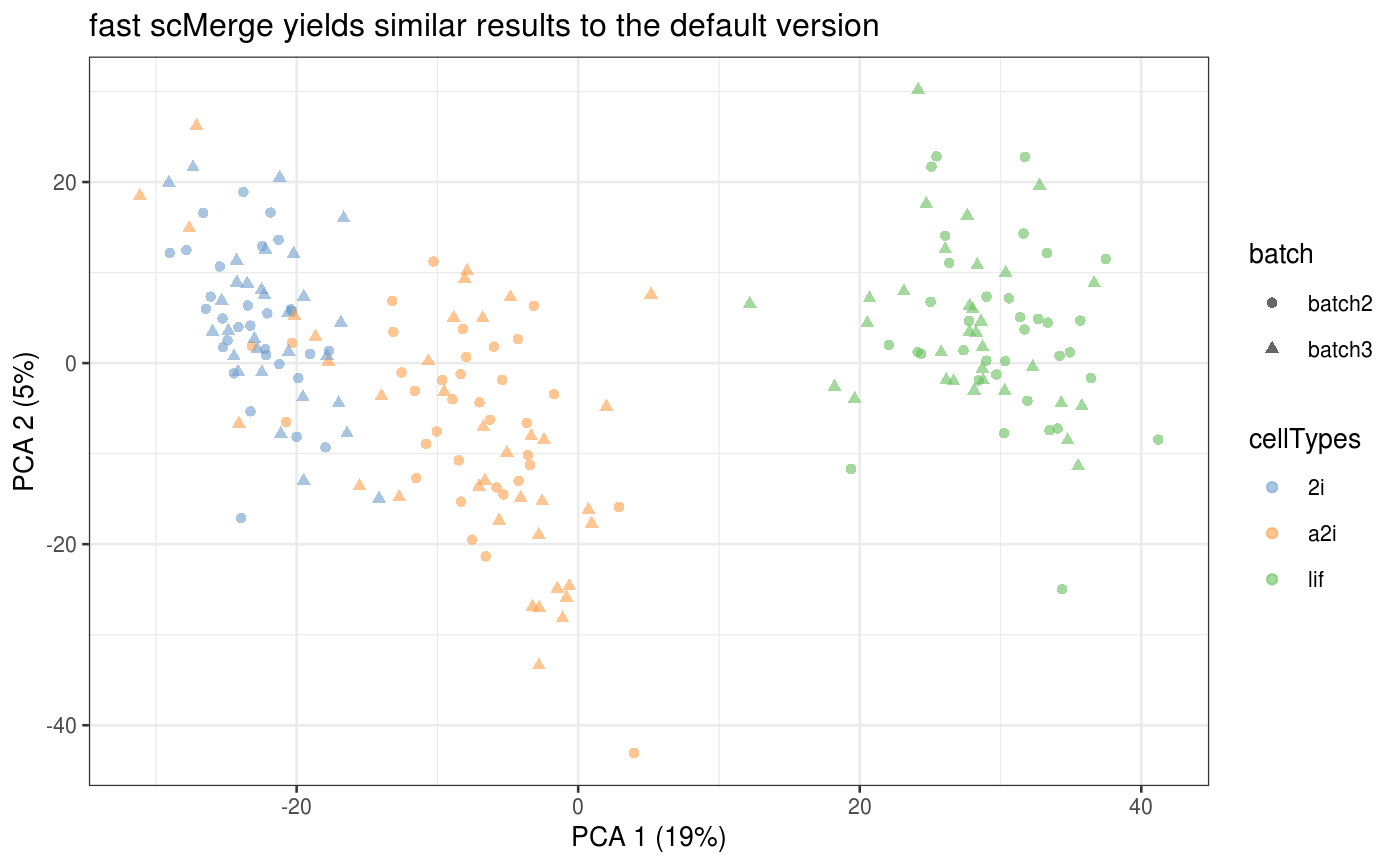 fast scMerge yields similar results to the default version
20
0
-20
-40
PCA 2 (5%)
-20
0
20
40
PCA 1 (19%)
batch
batch2
batch3
cellTypes
2i
a2i
lif